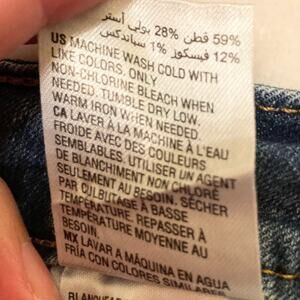 59% قطن 28% بولي أستر
12% فيسكوز 1% سباندكس
US MACHINE WASH COLD WITH
LIKE COLORS, ONLY
NON-CHLORINE BLEACH WHEN
NEEDED. TUMBLE DRY LOW.
WARM IRON WHEN NEEDED.
CA LAVER À LA MACHINE À L'EAU
FROIDE AVEC DES COULEURS
SEMBLABLES. UTILISER UN AGENT
DE BLANCHIMENT NON CHLORÉ
SEULEMENT AU BESOIN. SÉCHER
PAR CULBUTAGE À BASSE
TEMPÉRATURE. REPASSER À
TEMPÉRATURE MOYENNE AU
BESOIN.
MX LAVAR A MÁQUINA EN AGUA
FRÍA CON COLORES SIMILARES